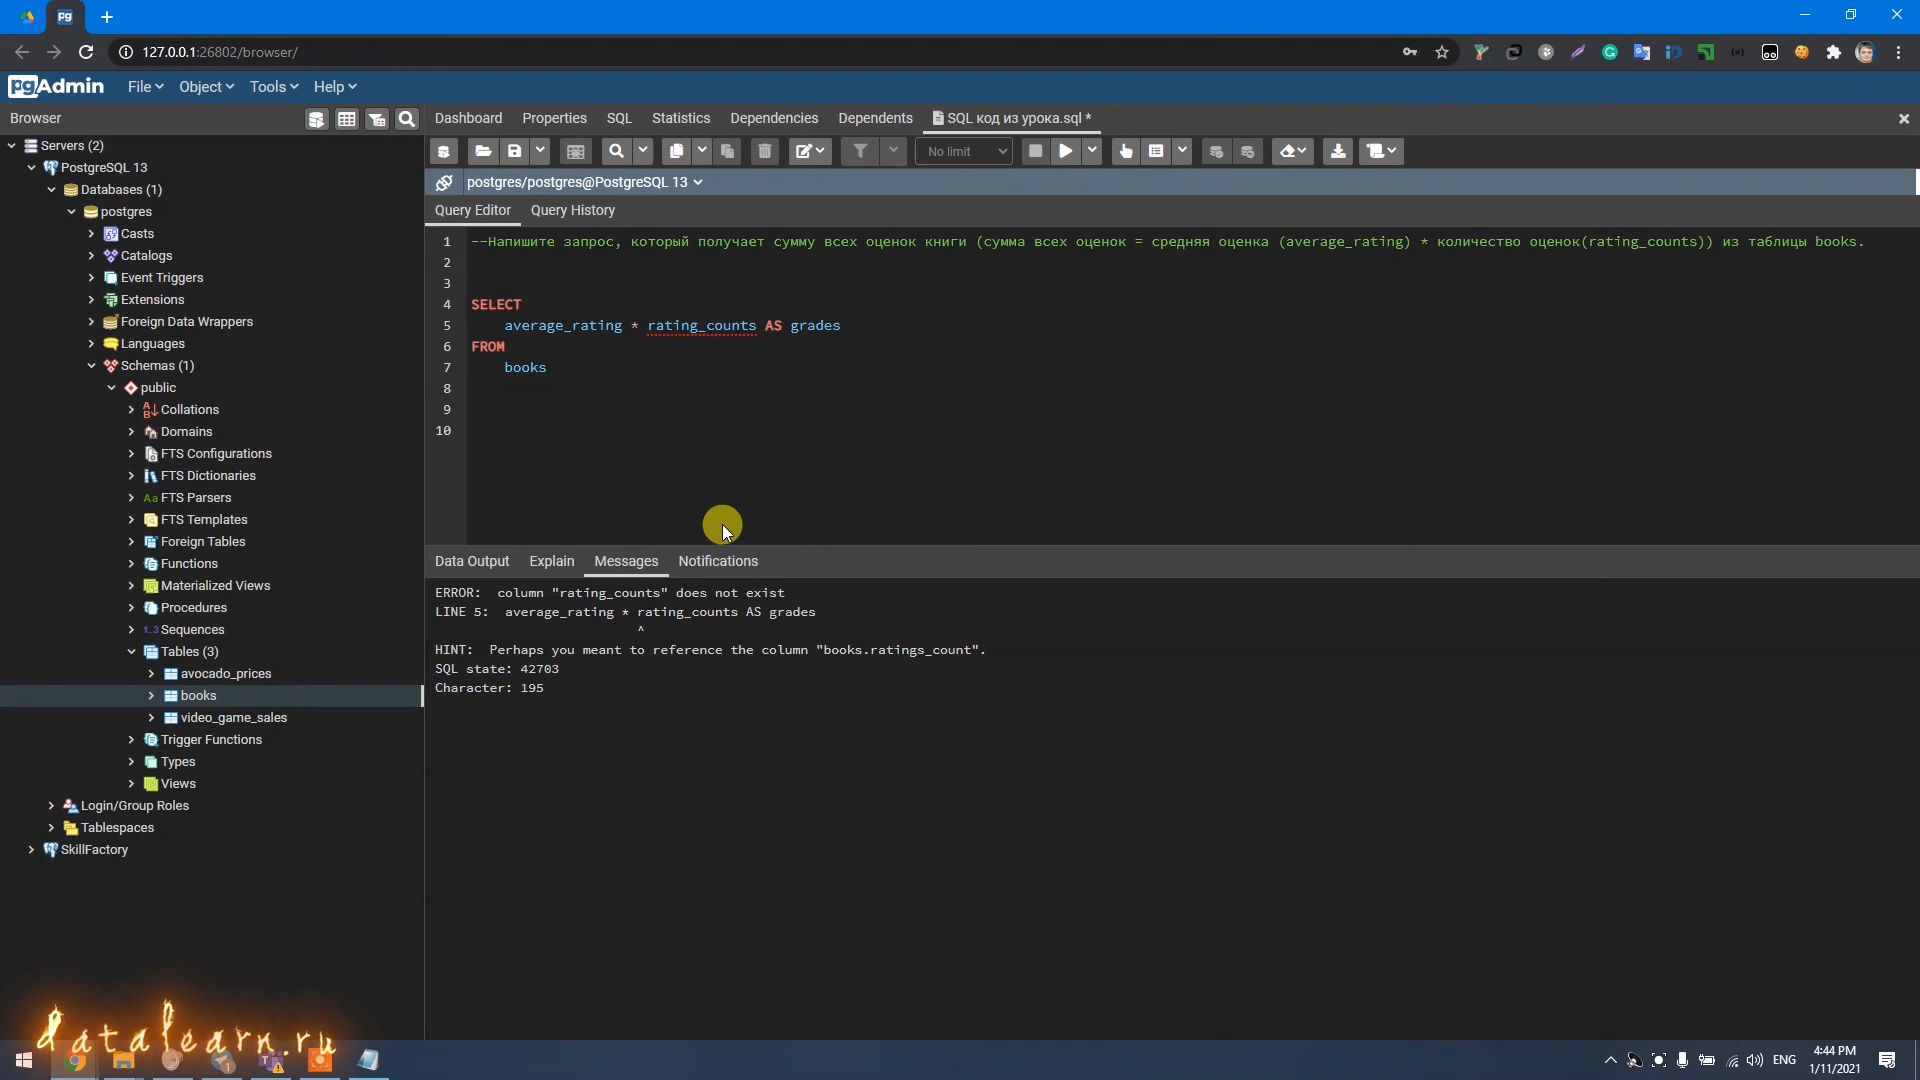 pg
127.0.0.1:26802/browser/
pgAdmin File Object Tools Help
Browser
Dashboard Properties SQL Statistics Dependencies Dependents SQL код из урока.sql *
No limit
postgres/postgres@PostgreSQL 13
Query Editor Query History
Servers (2)
PostgreSQL 13
Databases (1)
postgres
Casts
Catalogs
Event Triggers
Extensions
Foreign Data Wrappers
Languages
Schemas (1)
public
Collations
Domains
FTS Configurations
FTS Dictionaries
Aa FTS Parsers
FTS Templates
Foreign Tables
Functions
Materialized Views
Procedures
1..3 Sequences
Tables (3)
avocado_prices
books
video_game_sales
Trigger Functions
Types
Views
Login/Group Roles
Tablespaces
SkillFactory
1 --Напишите запрос, который получает сумму всех оценок книги (сумма всех оценок = средняя оценка (average_rating) * количество оценок(rating_counts)) из таблицы books.
2
3
4 SELECT
5 average_rating * rating_counts AS grades
6 FROM
7 books
8
9
10
Data Output Explain Messages Notifications
ERROR: column "rating_counts" does not exist
LINE 5: average_rating * rating_counts AS grades
^
HINT: Perhaps you meant to reference the column "books.ratings_count".
SQL state: 42703
Character: 195
datalearn.ru
ENG
4:44 PM
1/11/2021